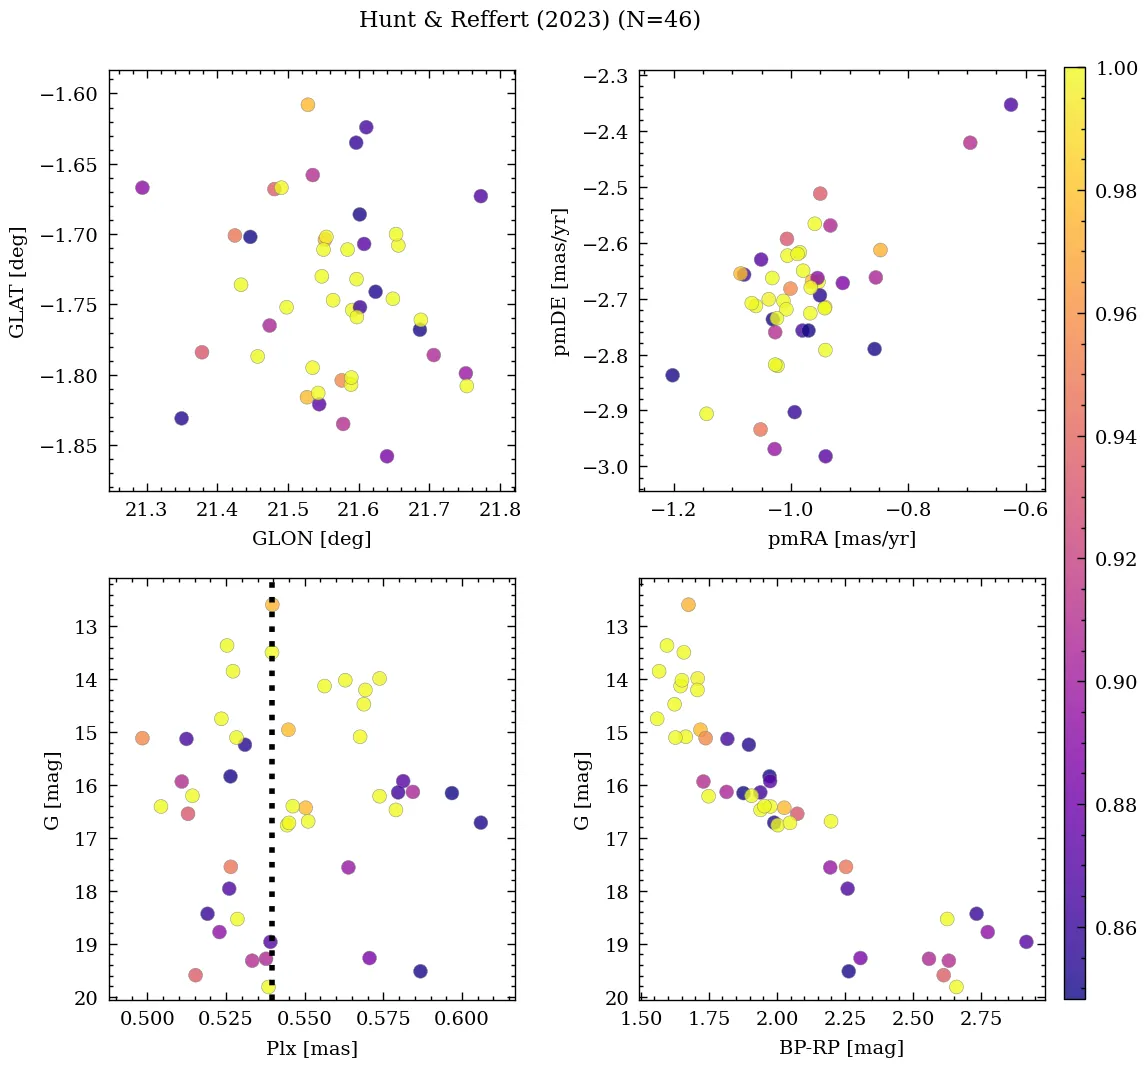 Hunt & Reffert (2023) (N=46)
−1.60
−1.65
−1.70
−1.75
−1.80
−1.85
GLAT [deg]
21.3 21.4 21.5 21.6 21.7 21.8
GLON [deg]
−2.3
−2.4
−2.5
−2.6
−2.7
−2.8
−2.9
−3.0
pmDE [mas/yr]
−1.2 −1.0 −0.8 −0.6
pmRA [mas/yr]
13
14
15
16
17
18
19
20
G [mag]
0.500 0.525 0.550 0.575 0.600
Plx [mas]
13
14
15
16
17
18
19
20
G [mag]
1.50 1.75 2.00 2.25 2.50 2.75
BP-RP [mag]
1.00
0.98
0.96
0.94
0.92
0.90
0.88
0.86